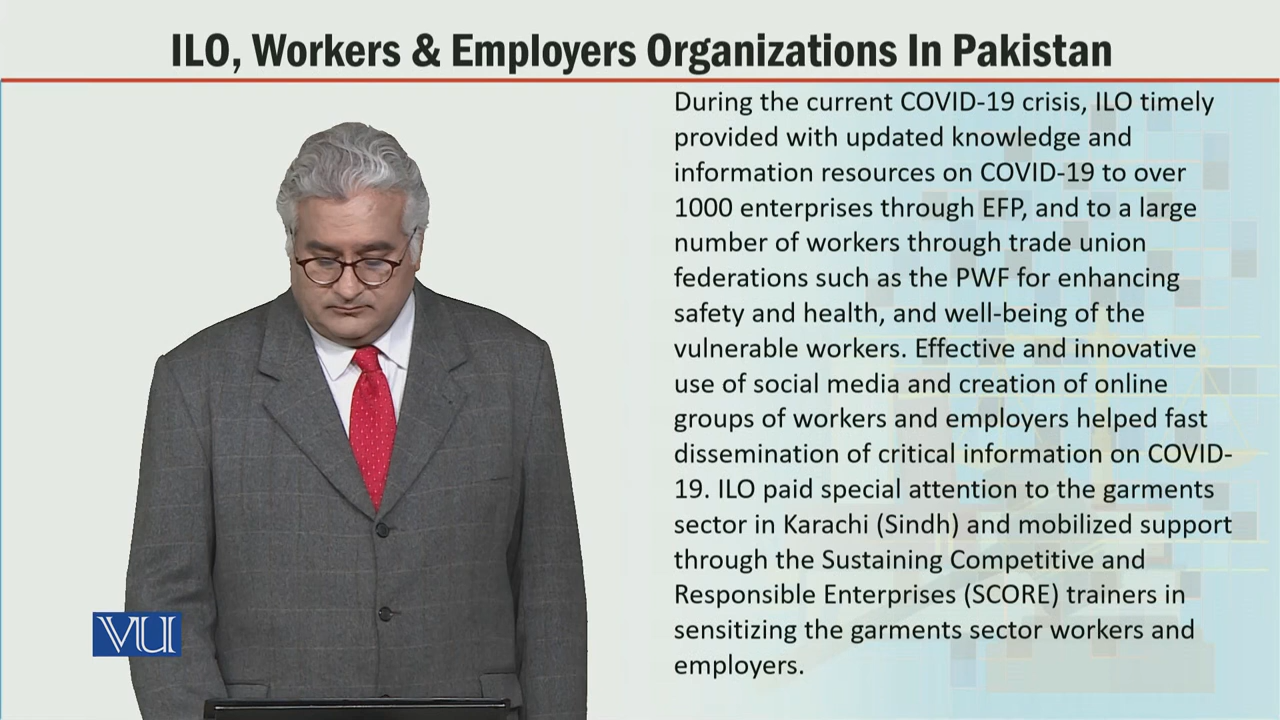 ILO, Workers & Employers Organizations In Pakistan
During the current COVID-19 crisis, ILO timely
provided with updated knowledge and
information resources on COVID-19 to over
1000 enterprises through EFP, and to a large
number of workers through trade union
federations such as the PWF for enhancing
safety and health, and well-being of the
vulnerable workers. Effective and innovative
use of social media and creation of online
groups of workers and employers helped fast
dissemination of critical information on COVID-
19. ILO paid special attention to the garments
sector in Karachi (Sindh) and mobilized support
through the Sustaining Competitive and
Responsible Enterprises (SCORE) trainers in
sensitizing the garments sector workers and
employers.
VU